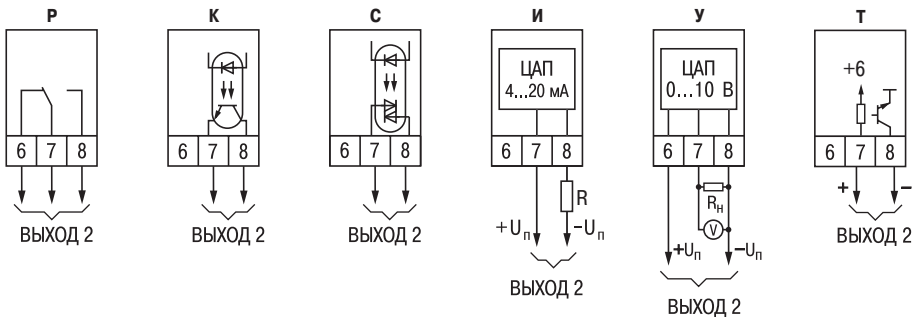 Р К С И У Т
ЦАП
4...20 мА
ЦАП
0...10 В
+6
6 7 8
6 7 8
6 7 8
6 7 8
6 7 8
6 7 8
R
Rн
V
+ −
+Uп −Uп
+Uп −Uп
ВЫХОД 2
ВЫХОД 2
ВЫХОД 2
ВЫХОД 2
ВЫХОД 2
ВЫХОД 2